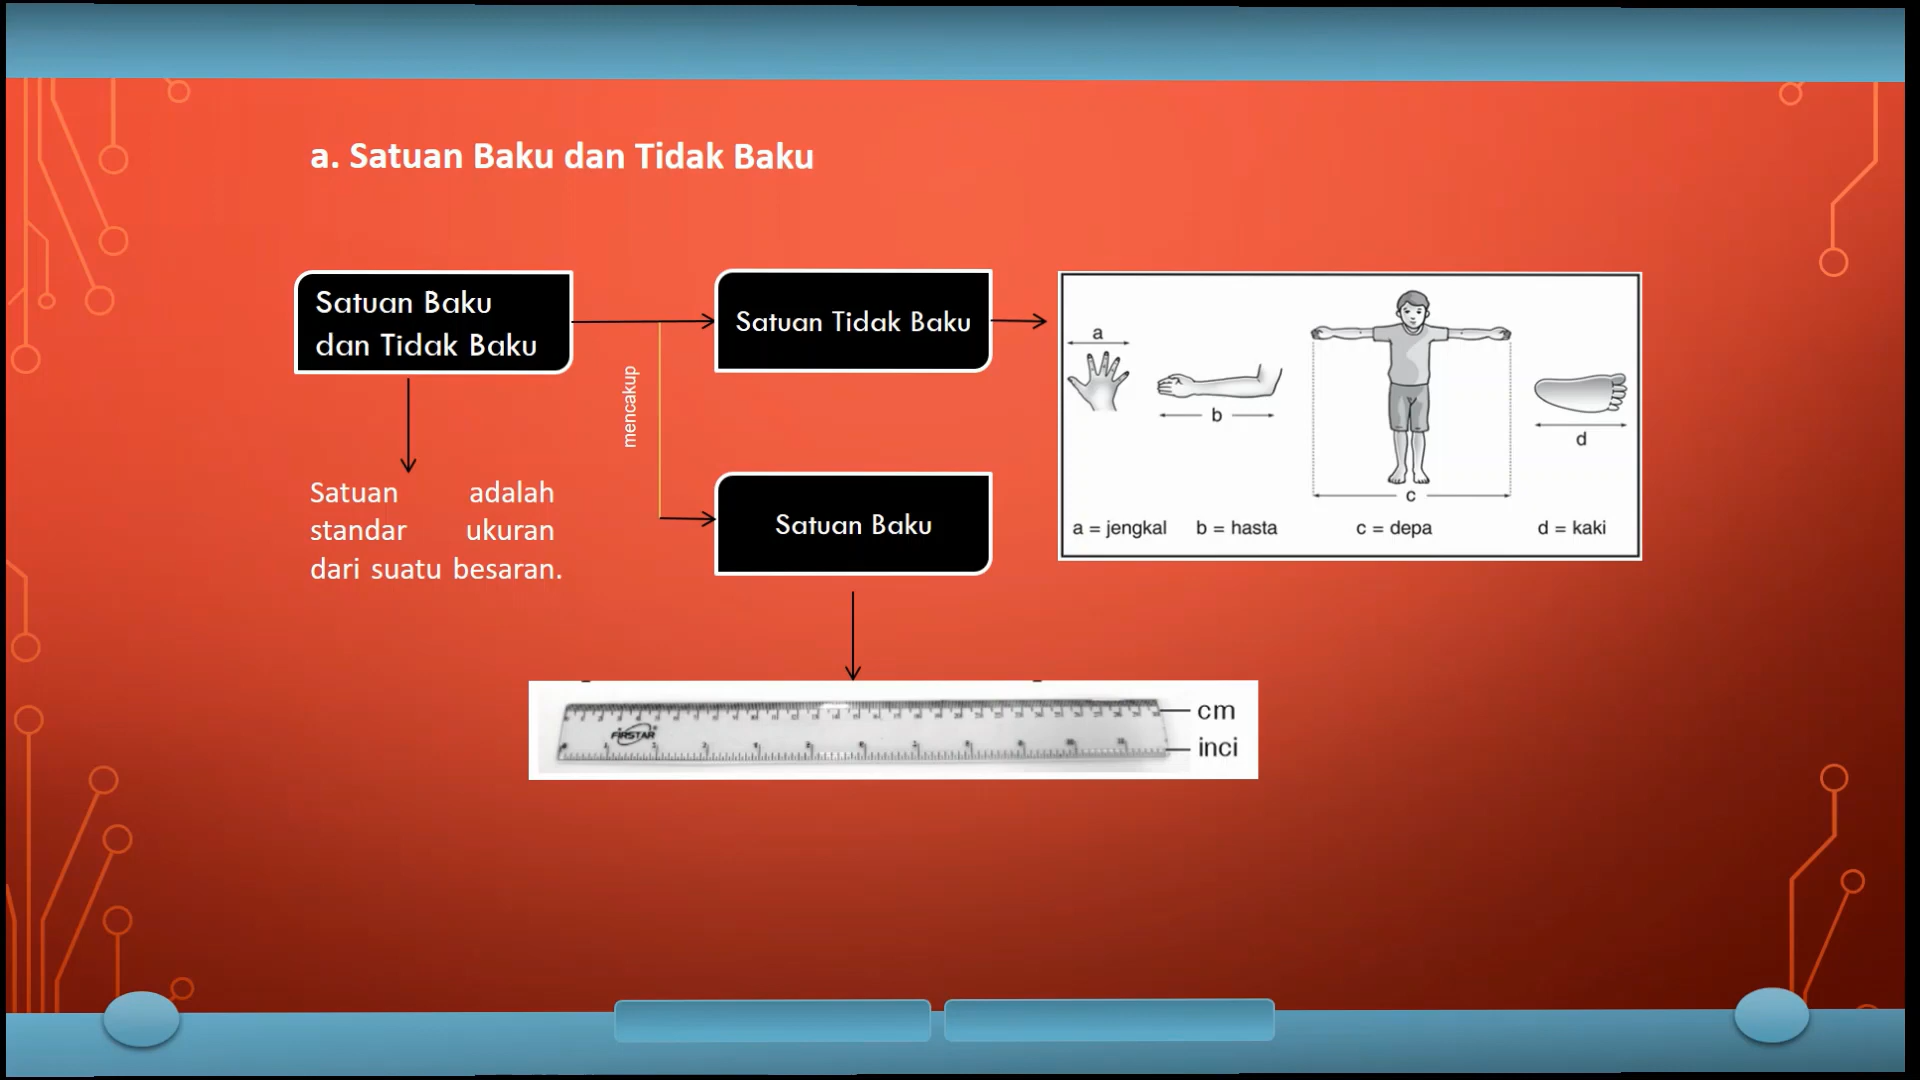 a. Satuan Baku dan Tidak Baku
Satuan Baku
dan Tidak Baku
Satuan Tidak Baku
mencakup
Satuan adalah
standar ukuran
dari suatu besaran.
Satuan Baku
a
b
c
d
a = jengkal b = hasta c = depa d = kaki
cm
FIRSTAR
inci